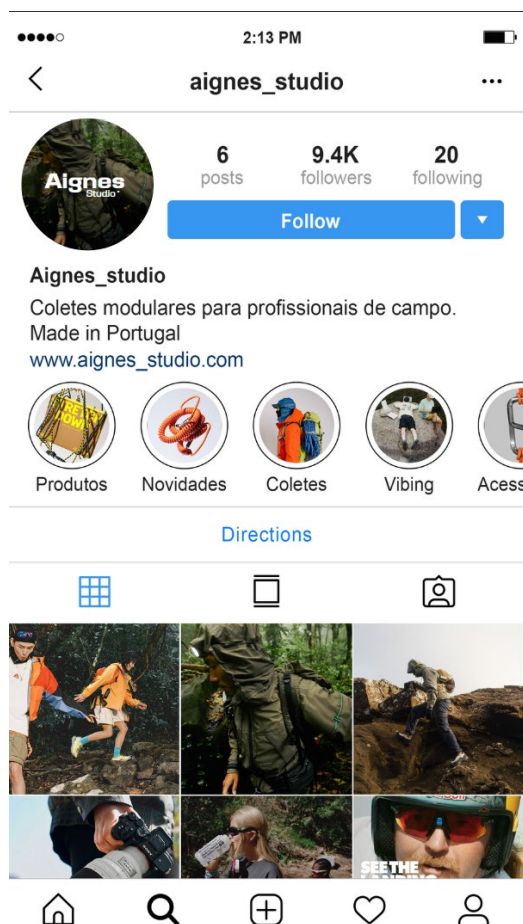 2:13 PM
aignes_studio
Aignes
Studio
6
9.4K
20
posts
followers
following
Follow
Aignes_studio
Coletes modulares para profissionais de campo.
Made in Portugal
www.aignes_studio.com
Produtos
Novidades
Coletes
Vibing
Acess
Directions
SEE THE